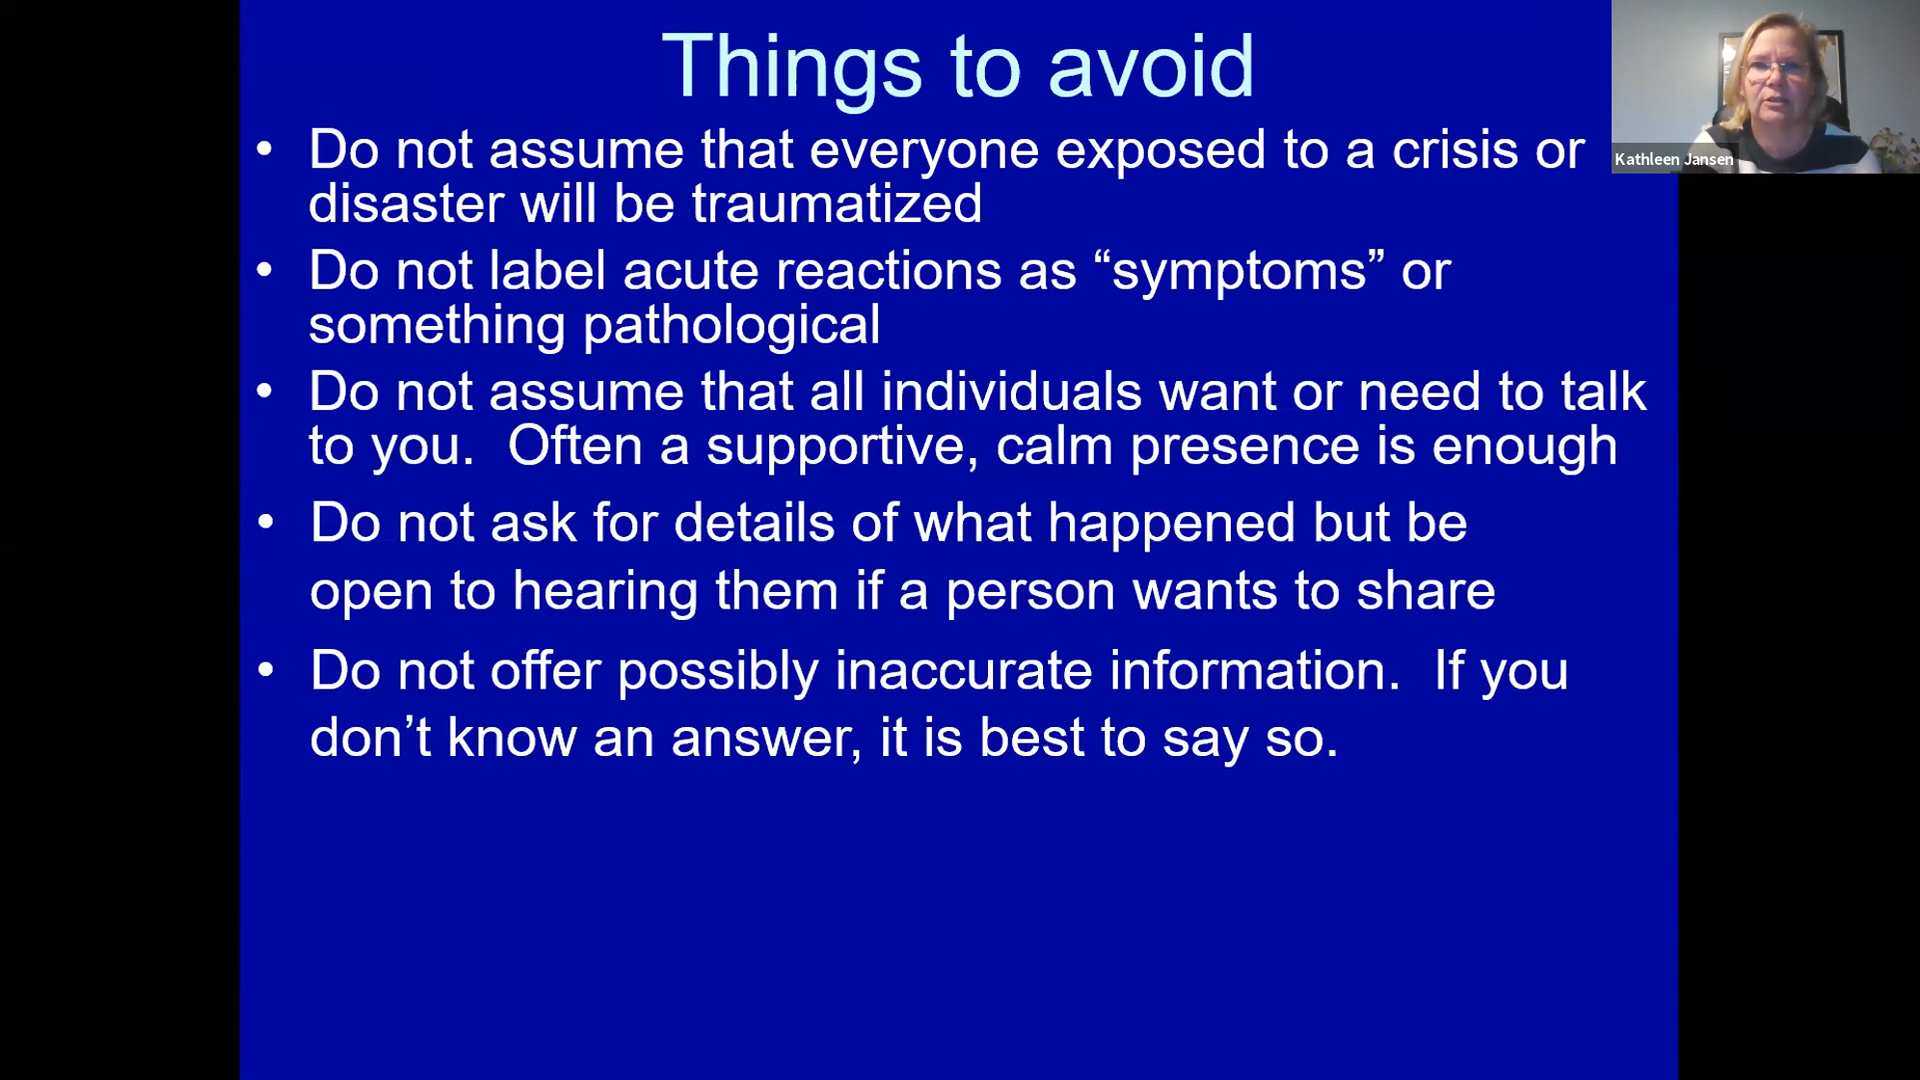 Things to avoid
• Do not assume that everyone exposed to a crisis or
disaster will be traumatized
• Do not label acute reactions as “symptoms” or
something pathological
• Do not assume that all individuals want or need to talk
to you.  Often a supportive, calm presence is enough
• Do not ask for details of what happened but be
open to hearing them if a person wants to share
• Do not offer possibly inaccurate information.  If you
don’t know an answer, it is best to say so.
Kathleen Jansen